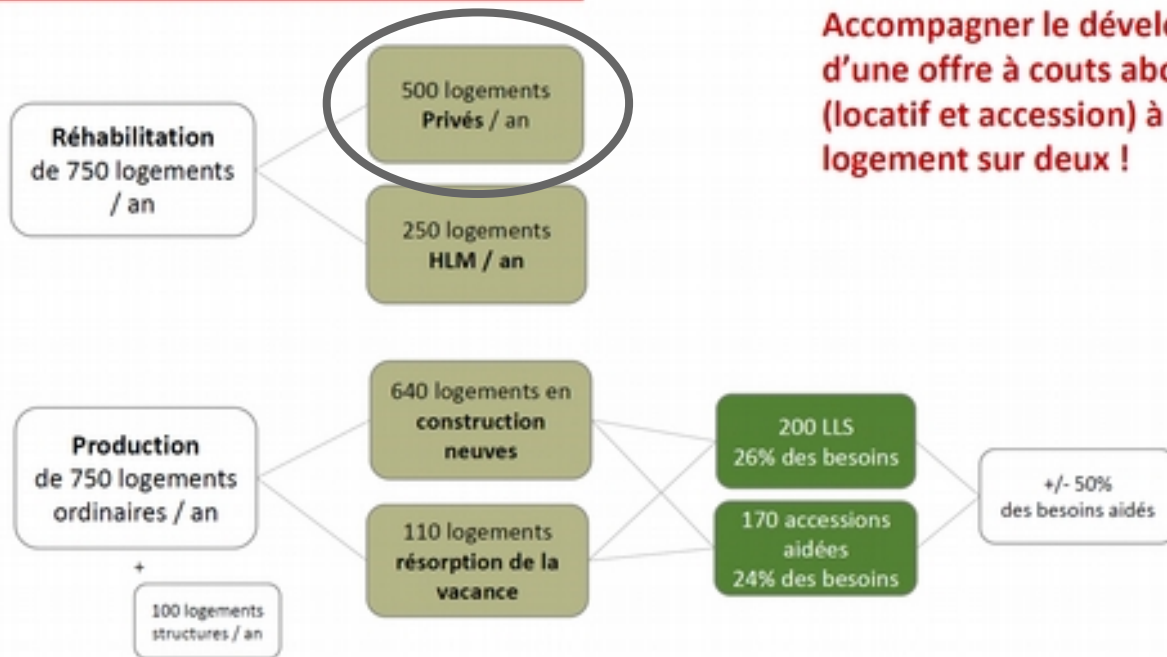 Accompagner le dével
d'une offre à couts abo
(locatif et accession) à
logement sur deux !
Réhabilitation
de 750 logements
/ an
500 logements
Privés / an
250 logements
HLM / an
Production
de 750 logements
ordinaires / an
+
100 logements
structures / an
640 logements en
construction
neuves
110 logements
résorption de la
vacance
200 LLS
26% des besoins
170 accessions
aidées
24% des besoins
+/- 50%
des besoins aidés